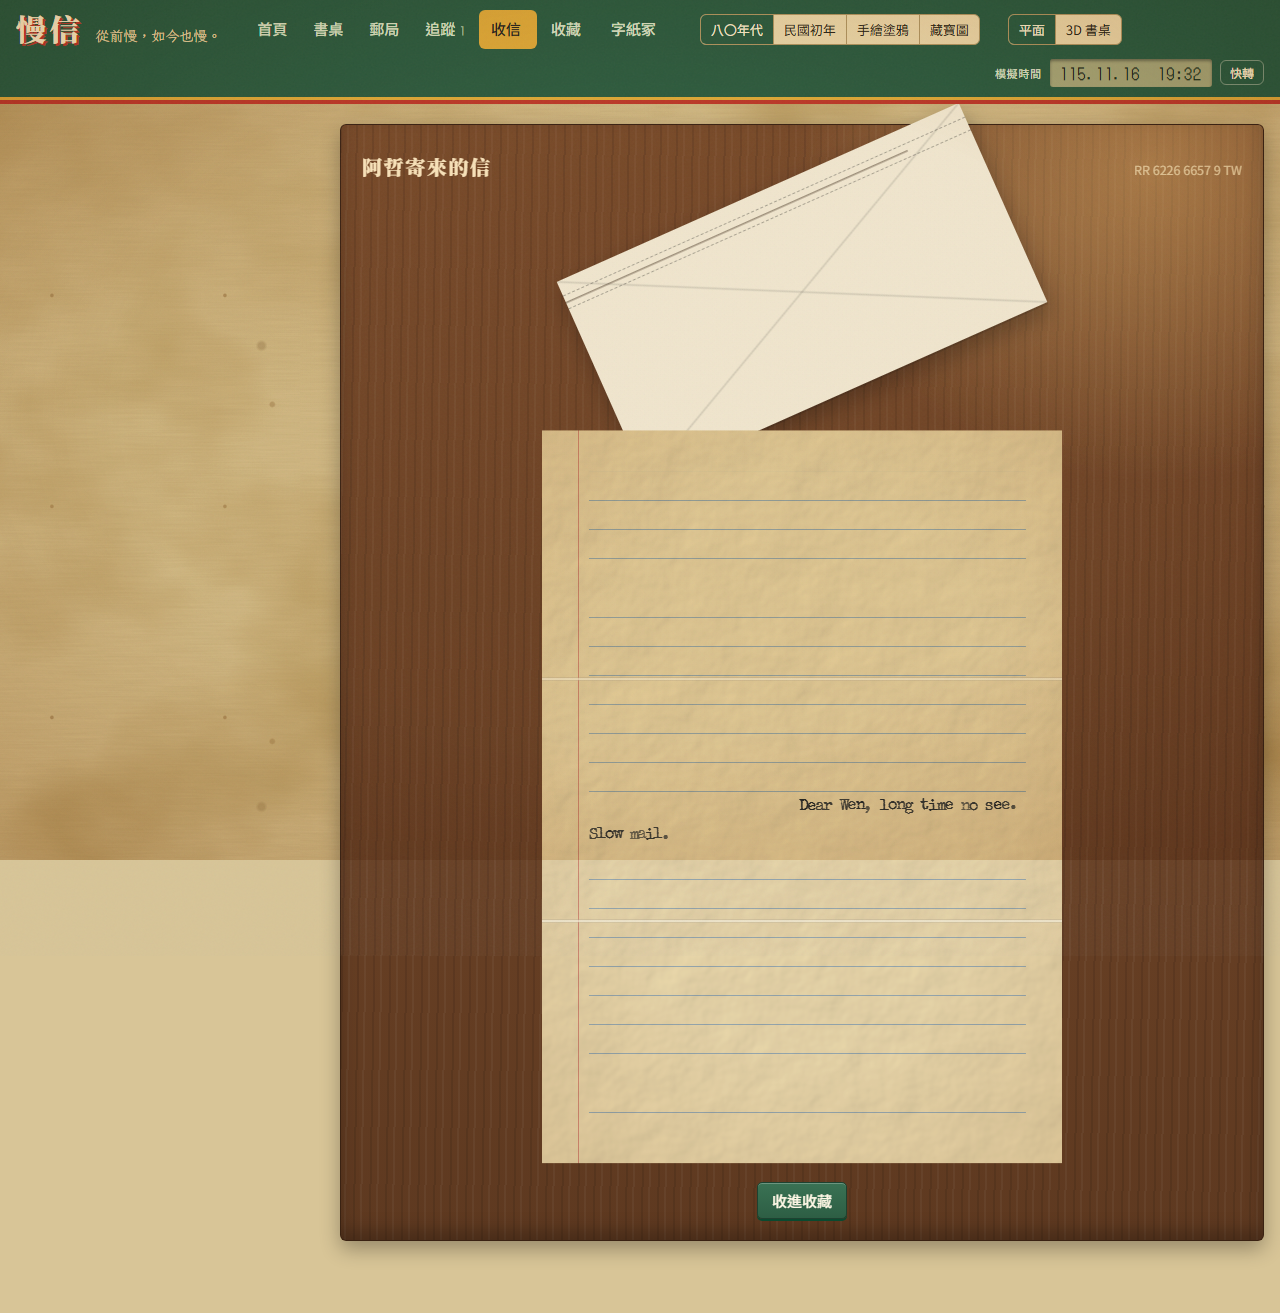 慢信 從前慢，如今也慢。 首頁 書桌 郵局 追蹤 1 收信 收藏 字紙冢 八〇年代 民國初年 手繪塗鴉 藏寶圖 平面 3D 書桌
模擬時間 115.11.16 19:32 快轉
阿哲寄來的信 RR 6226 6657 9 TW
Dear Wen, long time no see.
Slow mail.
收進收藏